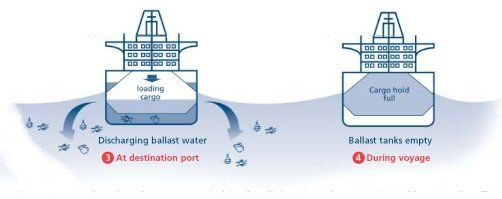 loading
cargo
Discharging ballast water
3 At destination port
Cargo hold
full
Ballast tanks empty
4 During voyage